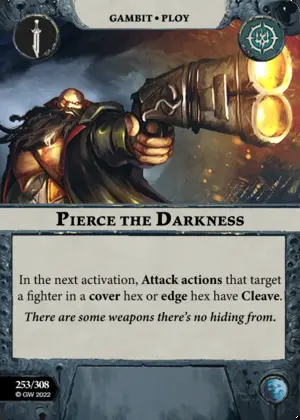 GAMBIT • PLOY
PIERCE THE DARKNESS
In the next activation, Attack actions that target
a fighter in a cover hex or edge hex have Cleave.
There are some weapons there's no hiding from.
253/308
© GW 2022